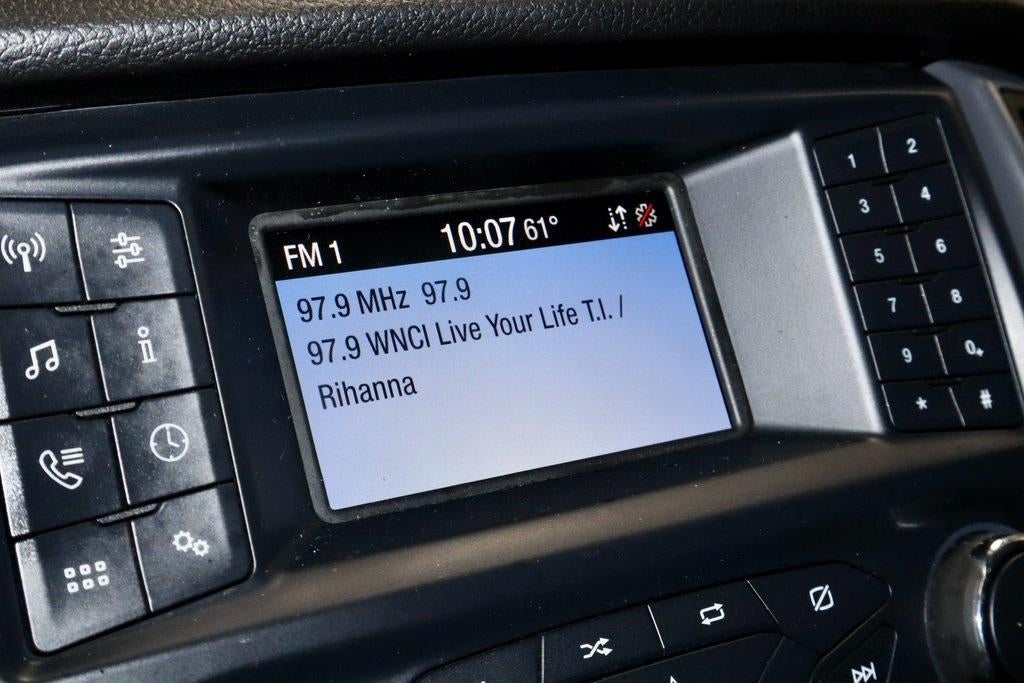 FM 1 10:07 61°
97.9 MHz 97.9
97.9 WNCI Live Your Life T.I. /
Rihanna
1 2
3 4
5 6
7 8
9 0+
* #